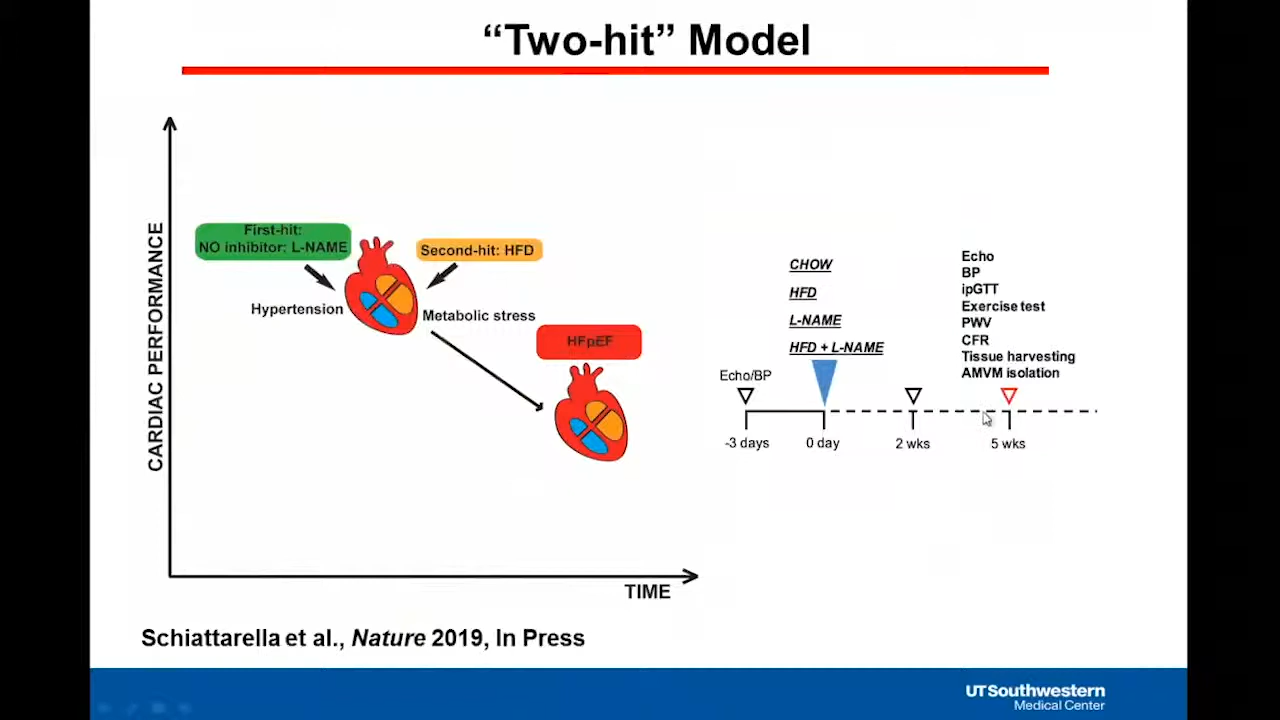 “Two-hit” Model
CARDIAC PERFORMANCE
First-hit:
NO inhibitor: L-NAME
Second-hit: HFD
Hypertension
Metabolic stress
HFpEF
TIME
CHOW
HFD
L-NAME
HFD + L-NAME
Echo
BP
ipGTT
Exercise test
PWV
CFR
Tissue harvesting
AMVM isolation
Echo/BP
-3 days
0 day
2 wks
5 wks
Schiattarella et al., Nature 2019, In Press
UTSouthwestern
Medical Center